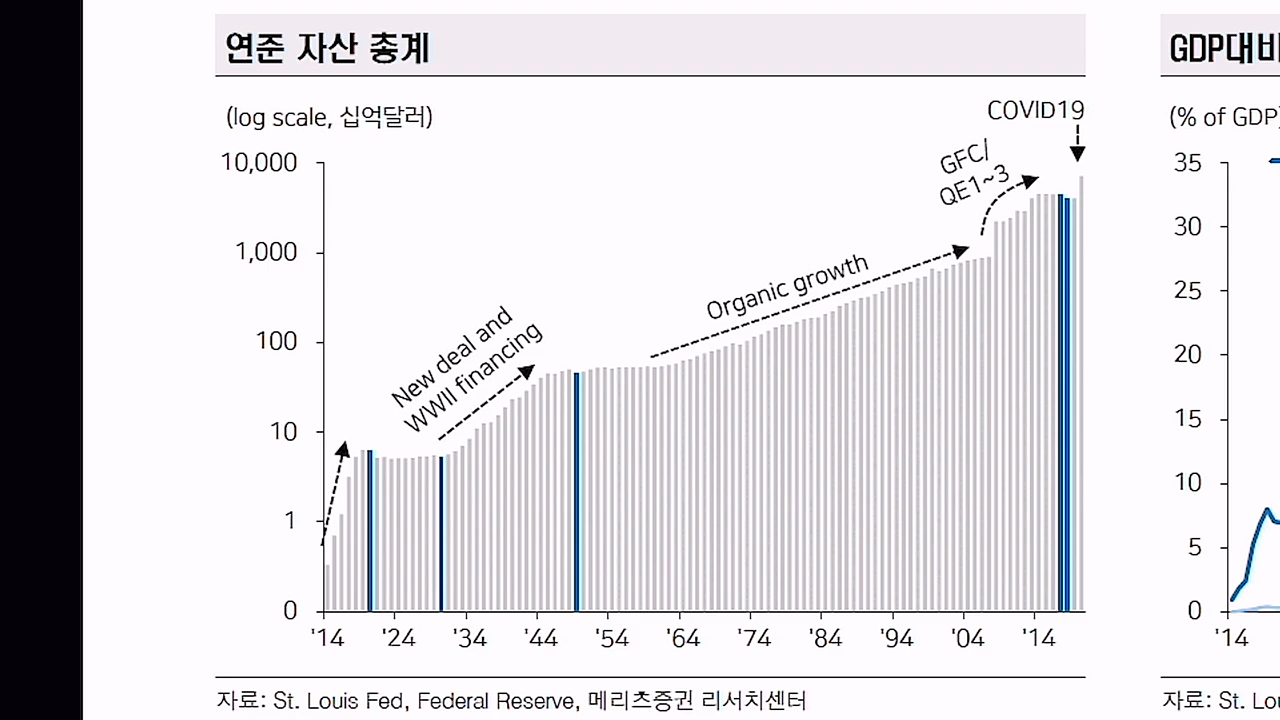 연준 자산 총계
(log scale, 십억달러)
COVID19
GFC/
QE1~3
Organic growth
New deal and
WWII financing
10,000
1,000
100
10
1
0
'14 '24 '34 '44 '54 '64 '74 '84 '94 '04 '14
자료: St. Louis Fed, Federal Reserve, 메리츠증권 리서치센터
GDP대비
(% of GDP)
35
30
25
20
15
10
5
0
'14
자료: St. Lo